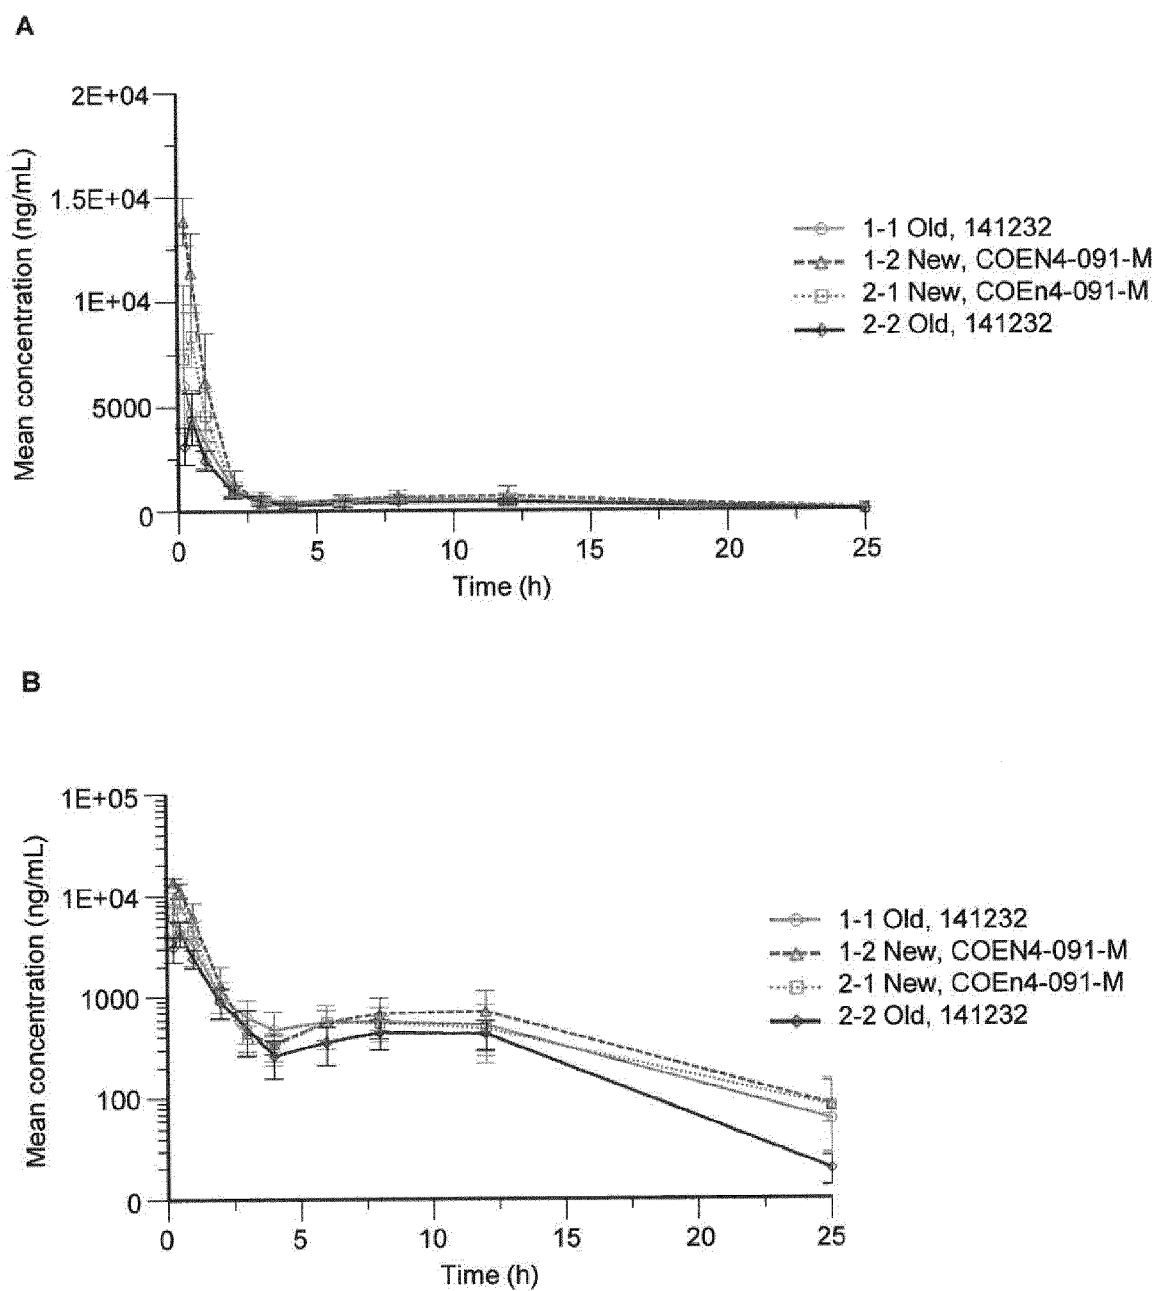 A
Mean concentration (ng/mL)
2E+04
1.5E+04
1E+04
5000
0
0 5 10 15 20 25
Time (h)
1-1 Old, 141232
1-2 New, COEN4-091-M
2-1 New, COEn4-091-M
2-2 Old, 141232
B
Mean concentration (ng/mL)
1E+05
1E+04
1000
100
0
0 5 10 15 20 25
Time (h)
1-1 Old, 141232
1-2 New, COEN4-091-M
2-1 New, COEn4-091-M
2-2 Old, 141232